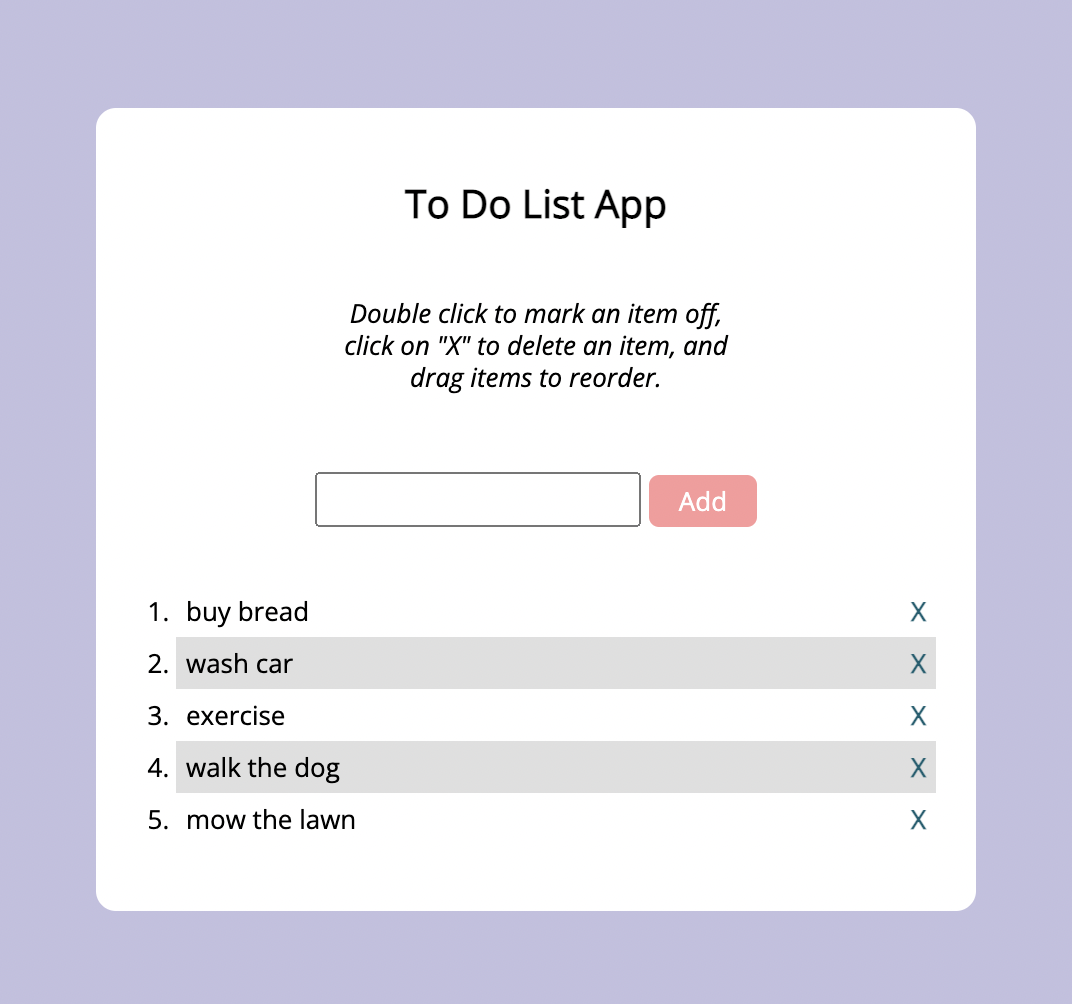 To Do List App
Double click to mark an item off,
click on "X" to delete an item, and
drag items to reorder.
Add
1. buy bread X
2. wash car X
3. exercise X
4. walk the dog X
5. mow the lawn X